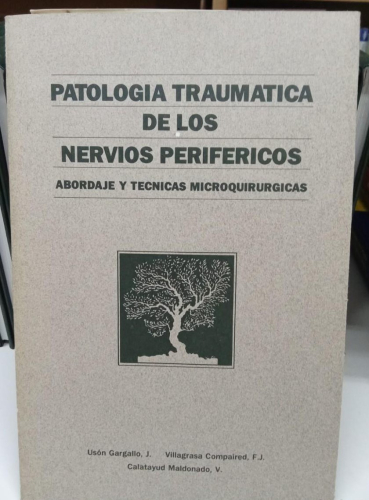 PATOLOGIA TRAUMATICA
DE LOS
NERVIOS PERIFERICOS
ABORDAJE Y TECNICAS MICROQUIRURGICAS
Usón Gargallo, J. Villagrasa Compaired, F.J.
Calatayud Maldonado, V.